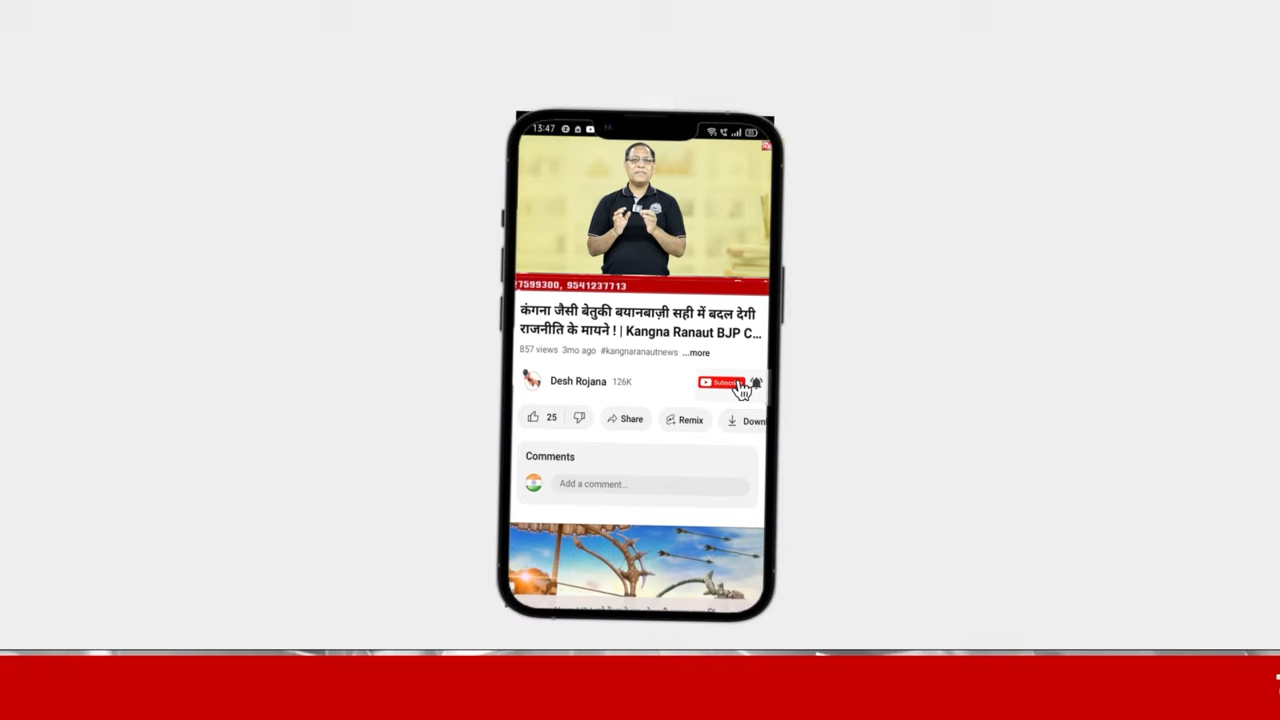 13:47
7599300, 9541237713
कंगना जैसी बेतुकी बयानबाज़ी सही में बदल देगी
राजनीति के मायने ! | Kangna Ranaut BJP C...
857 views 3mo ago #kangnaranautnews ...more
Desh Rojana 126K
25 Share Remix Down
Comments
Add a comment...